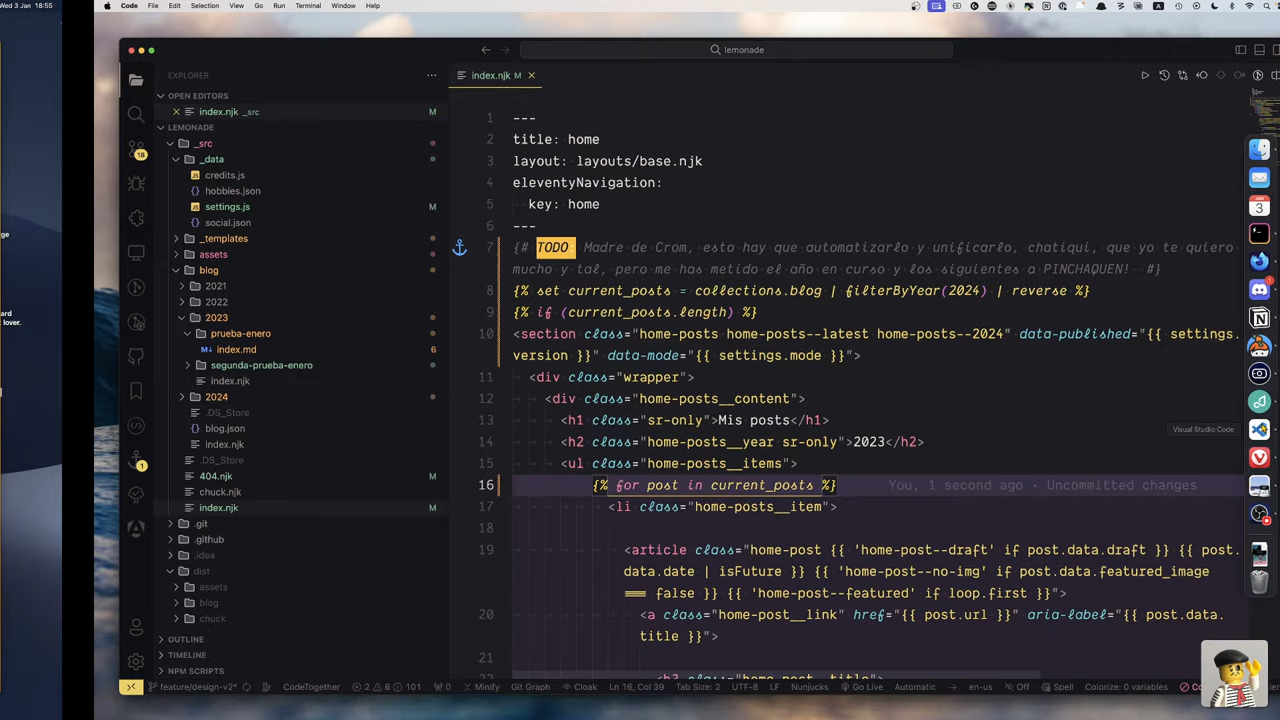 Wed 3 Jan 18:55
Code File Edit Selection View Go Run Terminal Window Help
lemonade
EXPLORER
index.njk M
OPEN EDITORS
index.njk _src M
LEMONADE
_src
_data
credits.js
hobbies.json
settings.js M
social.json
_templates
assets
blog
2021
2022
2023
prueba-enero
index.md 6
segunda-prueba-enero
index.njk
2024
.DS_Store
blog.json
index.njk
.DS_Store
404.njk M
chuck.njk
index.njk M
.git
.github
.idea
dist
assets
blog
chuck
OUTLINE
TIMELINE
NPM SCRIPTS
18
1
1 ---
2 title: home
3 layout: layouts/base.njk
4 eleventyNavigation:
5 key: home
6 ---
7 {# TODO: Madre de Crom, esto hay que automatizarlo y unificarlo, chatiqui, que yo te quiero
mucho y tal, pero me has metido el año en curso y los siguientes a PINCHAQUEN! #}
8 {% set current_posts = collections.blog | filterByYear(2024) | reverse %}
9 {% if (current_posts.length) %}
10 <section class="home-posts home-posts--latest home-posts--2024" data-published="{{ settings.
version }}" data-mode="{{ settings.mode }}">
11 <div class="wrapper">
12 <div class="home-posts__content">
13 <h1 class="sr-only">Mis posts</h1>
14 <h2 class="home-posts__year sr-only">2023</h2>
15 <ul class="home-posts__items">
16 {% for post in current_posts %} You, 1 second ago • Uncommitted changes
17 <li class="home-posts__item">
18
19 <article class="home-post {{ 'home-post--draft' if post.data.draft }} {{ post.
data.date | isFuture }} {{ 'home-post--no-img' if post.data.featured_image
=== false }} {{ 'home-post--featured' if loop.first }}">
20 <a class="home-post__link" href="{{ post.url }}" aria-label="{{ post.data.
title }}">
21
Visual Studio Code
3
lover.
feature/design-v2* CodeTogether 2 6 101 0 Minify Git Graph Cloak Ln 16, Col 39 Tab Size: 2 UTF-8 LF Nunjucks Go Live Automatic en-us Off Spell Colorize: 0 variables